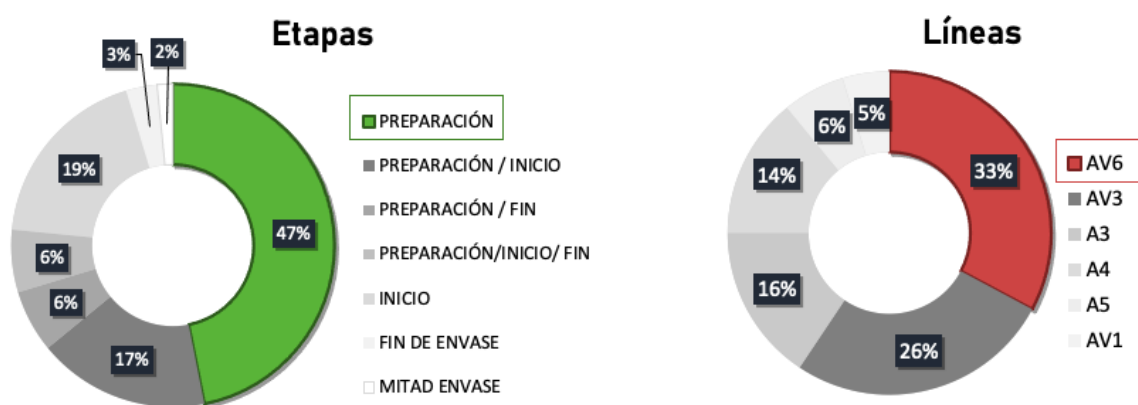 Etapas
3%
2%
19%
6%
6%
17%
47%
PREPARACIÓN
PREPARACIÓN / INICIO
PREPARACIÓN / FIN
PREPARACIÓN/INICIO/ FIN
INICIO
FIN DE ENVASE
MITAD ENVASE
Líneas
5%
6%
14%
16%
26%
33%
AV6
AV3
A3
A4
A5
AV1